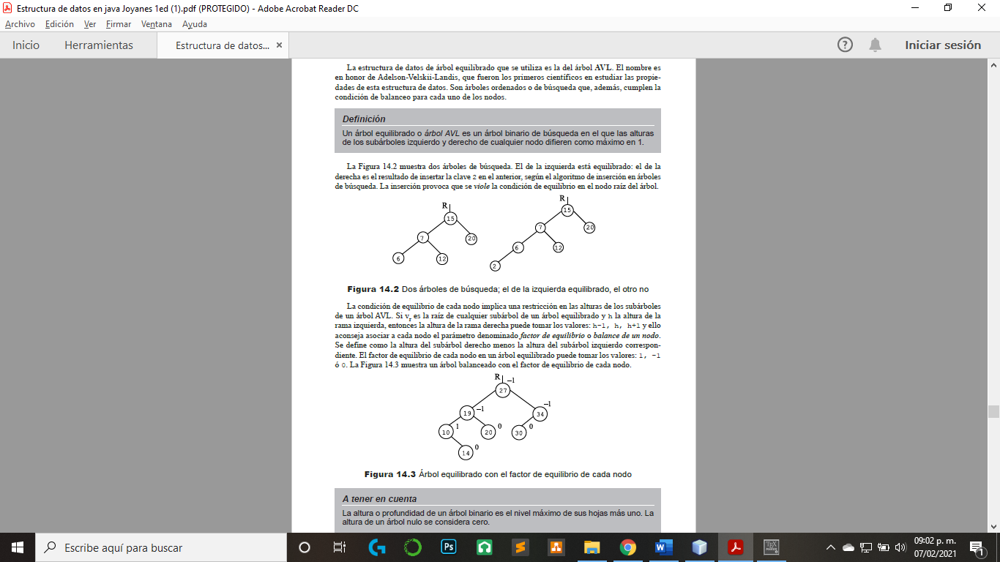 Estructura de datos en java Joyanes 1ed (1).pdf (PROTEGIDO) - Adobe Acrobat Reader DC
Archivo Edición Ver Firmar Ventana Ayuda
Inicio Herramientas Estructura de datos... × ? Iniciar sesión
La estructura de datos de árbol equilibrado que se utiliza es la del árbol AVL. El nombre es
en honor de Adelson-Velskii-Landis, que fueron los primeros científicos en estudiar las propie-
dades de esta estructura de datos. Son árboles ordenados o de búsqueda que, además, cumplen la
condición de balanceo para cada uno de los nodos.
Definición
Un árbol equilibrado o árbol AVL es un árbol binario de búsqueda en el que las alturas
de los subárboles izquierdo y derecho de cualquier nodo difieren como máximo en 1.
La Figura 14.2 muestra dos árboles de búsqueda. El de la izquierda está equilibrado: el de la
derecha es el resultado de insertar la clave 2 en el anterior, según el algoritmo de inserción en árboles
de búsqueda. La inserción provoca que se viole la condición de equilibrio en el nodo raíz del árbol.
R
15
7 20
6 12
R
15
7 20
6 12
2
Figura 14.2 Dos árboles de búsqueda; el de la izquierda equilibrado, el otro no
La condición de equilibrio de cada nodo implica una restricción en las alturas de los subárboles
de un árbol AVL. Si vr es la raíz de cualquier subárbol de un árbol equilibrado y h la altura de la
rama izquierda, entonces la altura de la rama derecha puede tomar los valores: h-1, h, h+1 y ello
aconseja asociar a cada nodo el parámetro denominado factor de equilibrio o balance de un nodo.
Se define como la altura del subárbol derecho menos la altura del subárbol izquierdo correspon-
diente. El factor de equilibrio de cada nodo en un árbol equilibrado puede tomar los valores: 1, -1
ó 0. La Figura 14.3 muestra un árbol balanceado con el factor de equilibrio de cada nodo.
R –1
27
19 –1 34 –1
10 1 20 0 30 0
14 0
Figura 14.3 Árbol equilibrado con el factor de equilibrio de cada nodo
A tener en cuenta
La altura o profundidad de un árbol binario es el nivel máximo de sus hojas más uno. La
altura de un árbol nulo se considera cero.
Escribe aquí para buscar
Ps
W
TEX
09:02 p. m.
07/02/2021
1